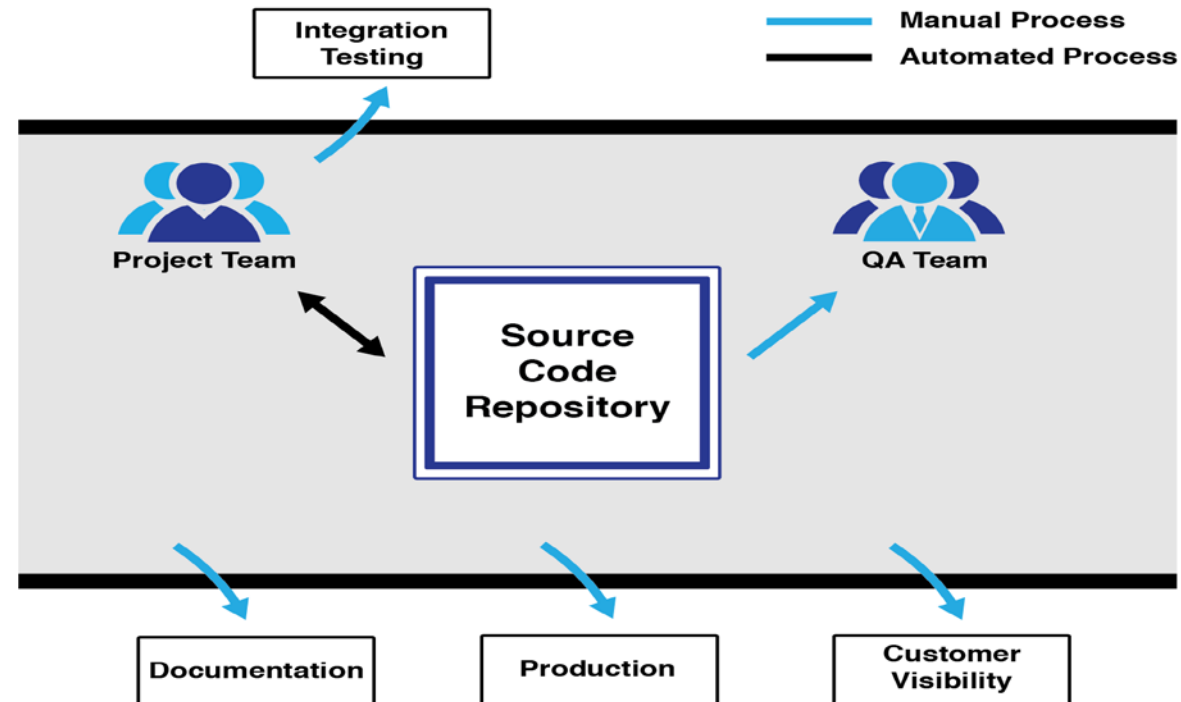 Integration
Testing
Manual Process
Automated Process
Project Team
QA Team
Source
Code
Repository
Documentation
Production
Customer
Visibility